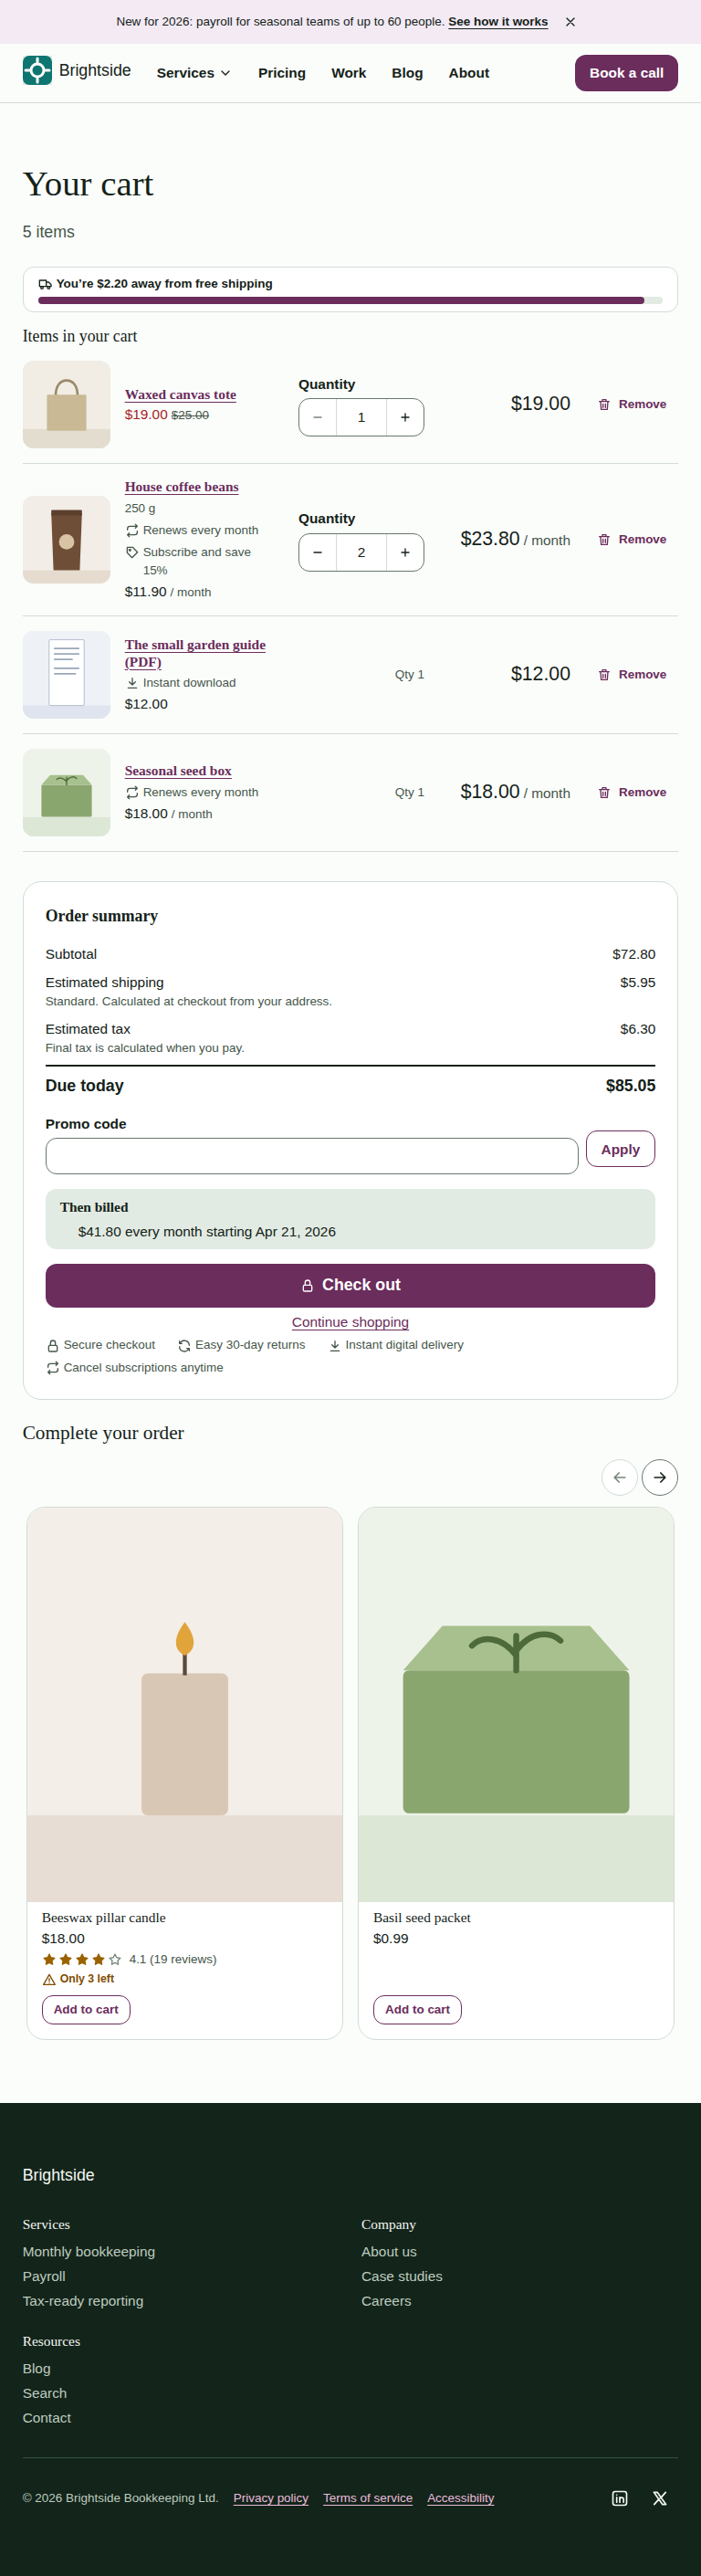 New for 2026: payroll for seasonal teams of up to 60 people. See how it works
Brightside
Services
Pricing
Work
Blog
About
Book a call
Your cart
5 items
You’re $2.20 away from free shipping
Items in your cart
Waxed canvas tote
$19.00 $25.00
Quantity
1
$19.00
Remove
House coffee beans
250 g
Renews every month
Subscribe and save
15%
$11.90 / month
Quantity
2
$23.80 / month
Remove
The small garden guide
(PDF)
Instant download
$12.00
Qty 1
$12.00
Remove
Seasonal seed box
Renews every month
$18.00 / month
Qty 1
$18.00 / month
Remove
Order summary
Subtotal $72.80
Estimated shipping $5.95
Standard. Calculated at checkout from your address.
Estimated tax $6.30
Final tax is calculated when you pay.
Due today $85.05
Promo code
Apply
Then billed
$41.80 every month starting Apr 21, 2026
Check out
Continue shopping
Secure checkout Easy 30-day returns Instant digital delivery
Cancel subscriptions anytime
Complete your order
Beeswax pillar candle
$18.00
4.1 (19 reviews)
Only 3 left
Add to cart
Basil seed packet
$0.99
Add to cart
Brightside
Services
Monthly bookkeeping
Payroll
Tax-ready reporting
Company
About us
Case studies
Careers
Resources
Blog
Search
Contact
© 2026 Brightside Bookkeeping Ltd. Privacy policy Terms of service Accessibility